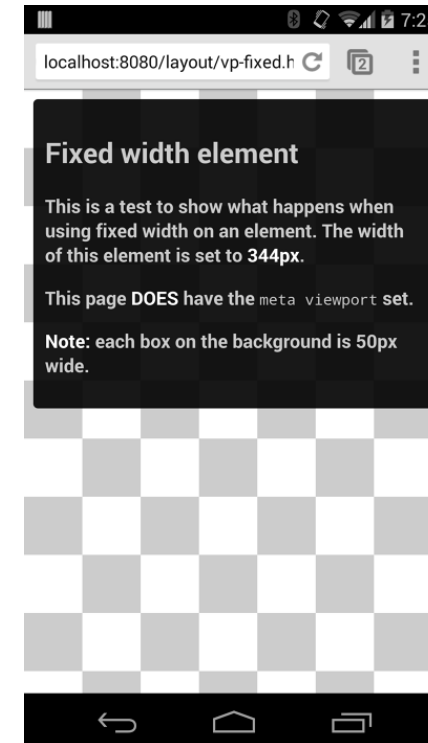 7:2
localhost:8080/layout/vp-fixed.h
2
Fixed width element
This is a test to show what happens when
using fixed width on an element. The width
of this element is set to 344px.
This page DOES have the meta viewport set.
Note: each box on the background is 50px
wide.